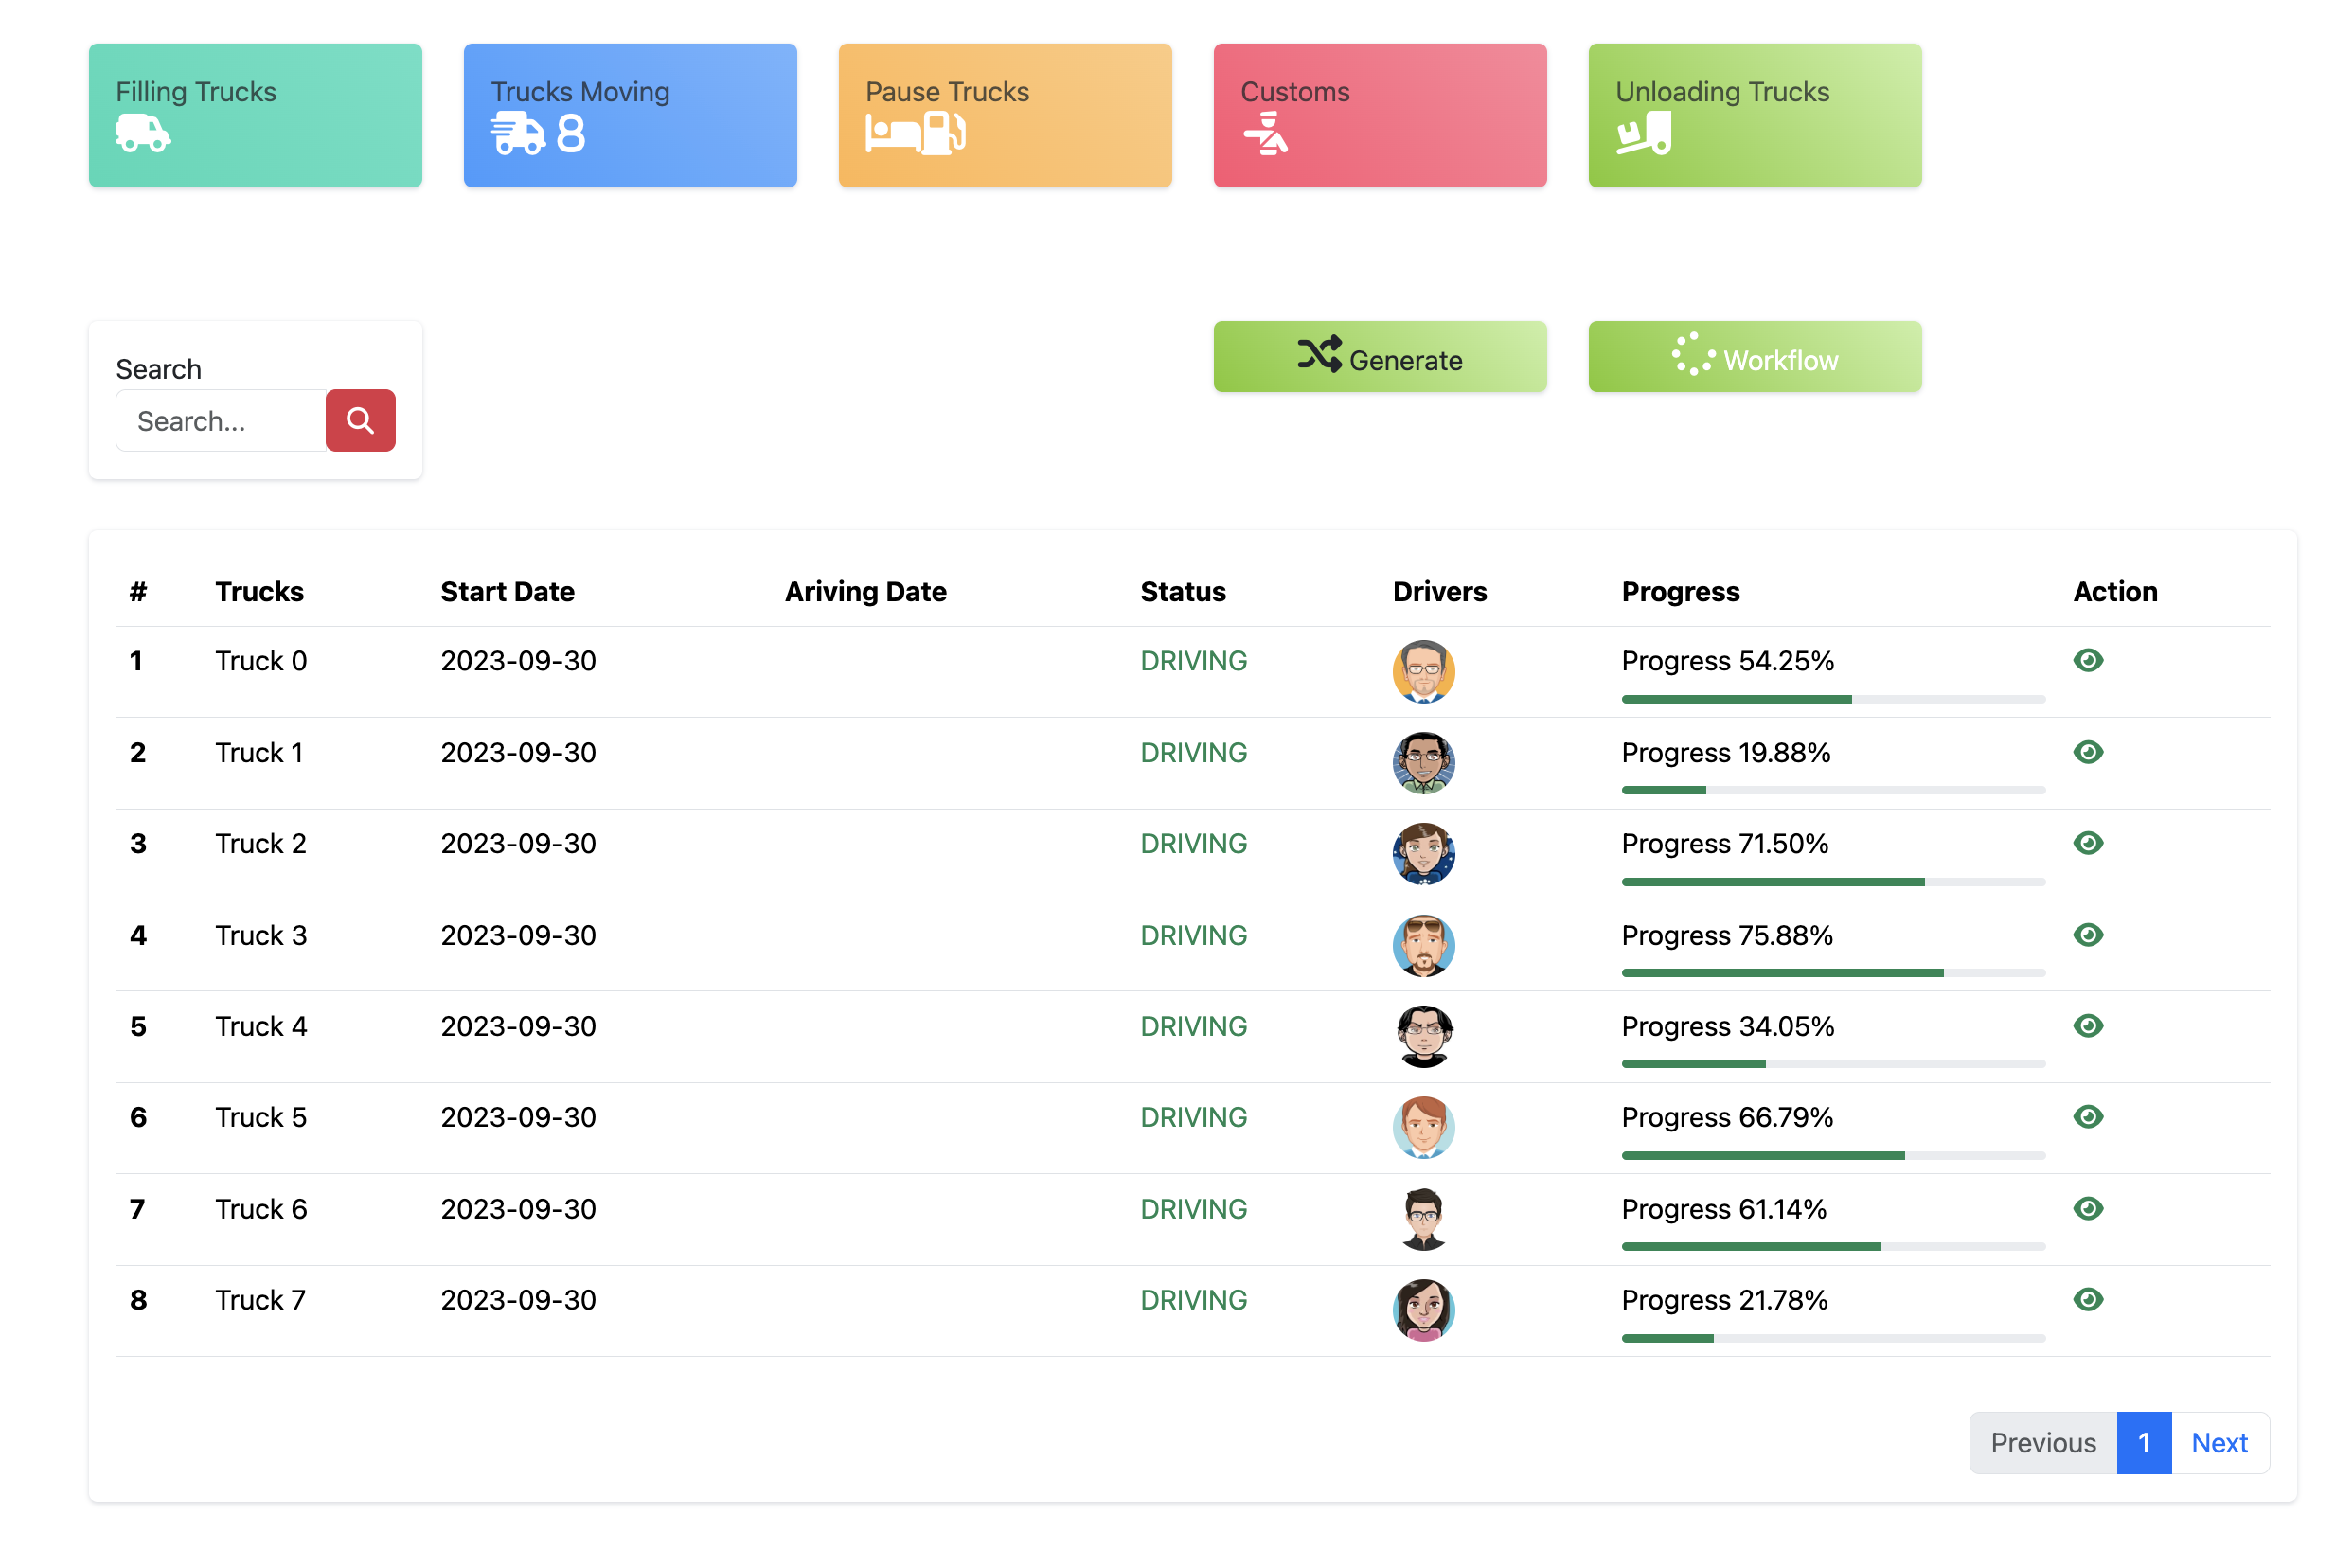 Filling Trucks
Trucks Moving
8
Pause Trucks
Customs
Unloading Trucks
Search
Search...
Generate
Workflow
# Trucks Start Date Ariving Date Status Drivers Progress Action
1 Truck 0 2023-09-30 DRIVING Progress 54.25%
2 Truck 1 2023-09-30 DRIVING Progress 19.88%
3 Truck 2 2023-09-30 DRIVING Progress 71.50%
4 Truck 3 2023-09-30 DRIVING Progress 75.88%
5 Truck 4 2023-09-30 DRIVING Progress 34.05%
6 Truck 5 2023-09-30 DRIVING Progress 66.79%
7 Truck 6 2023-09-30 DRIVING Progress 61.14%
8 Truck 7 2023-09-30 DRIVING Progress 21.78%
Previous 1 Next